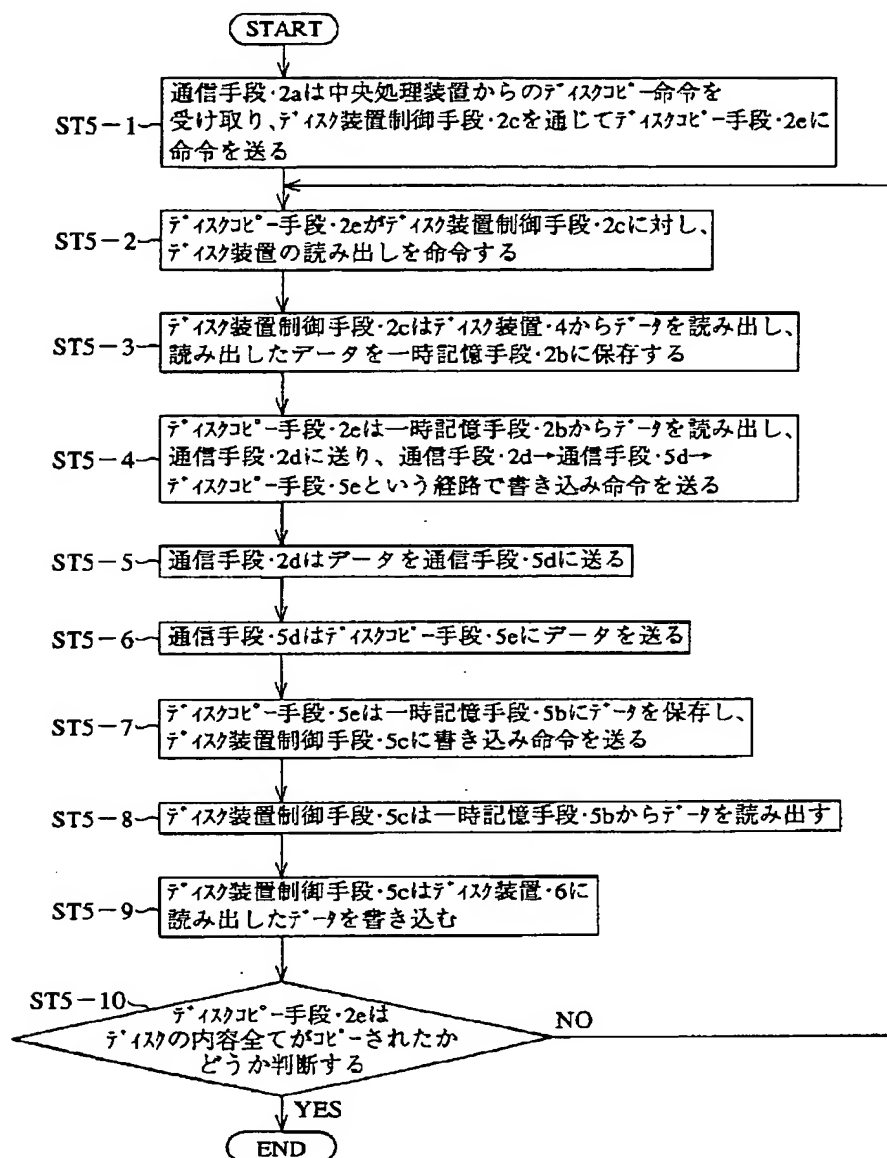 START
ST5-1
通信手段・2aは中央処理装置からのﾃﾞｨｽｸｺﾋﾟｰ命令を
受け取り、ﾃﾞｨｽｸ装置制御手段・2cを通じてﾃﾞｨｽｸｺﾋﾟｰ手段・2eに
命令を送る
ST5-2
ﾃﾞｨｽｸｺﾋﾟｰ手段・2eがﾃﾞｨｽｸ装置制御手段・2cに対し、
ﾃﾞｨｽｸ装置の読み出しを命令する
ST5-3
ﾃﾞｨｽｸ装置制御手段・2cはﾃﾞｨｽｸ装置・4からﾃﾞｰﾀを読み出し、
読み出したデータを一時記憶手段・2bに保存する
ST5-4
ﾃﾞｨｽｸｺﾋﾟｰ手段・2eは一時記憶手段・2bからﾃﾞｰﾀを読み出し、
通信手段・2dに送り、通信手段・2d→通信手段・5d→
ﾃﾞｨｽｸｺﾋﾟｰ手段・5eという経路で書き込み命令を送る
ST5-5
通信手段・2dはデータを通信手段・5dに送る
ST5-6
通信手段・5dはﾃﾞｨｽｸｺﾋﾟｰ手段・5eにデータを送る
ST5-7
ﾃﾞｨｽｸｺﾋﾟｰ手段・5eは一時記憶手段・5bにﾃﾞｰﾀを保存し、
ﾃﾞｨｽｸ装置制御手段・5cに書き込み命令を送る
ST5-8
ﾃﾞｨｽｸ装置制御手段・5cは一時記憶手段・5bからﾃﾞｰﾀを読み出す
ST5-9
ﾃﾞｨｽｸ装置制御手段・5cはﾃﾞｨｽｸ装置・6に
読み出したﾃﾞｰﾀを書き込む
ST5-10
ﾃﾞｨｽｸｺﾋﾟｰ手段・2eは
ﾃﾞｨｽｸの内容全てがｺﾋﾟｰされたか
どうか判断する
NO
YES
END